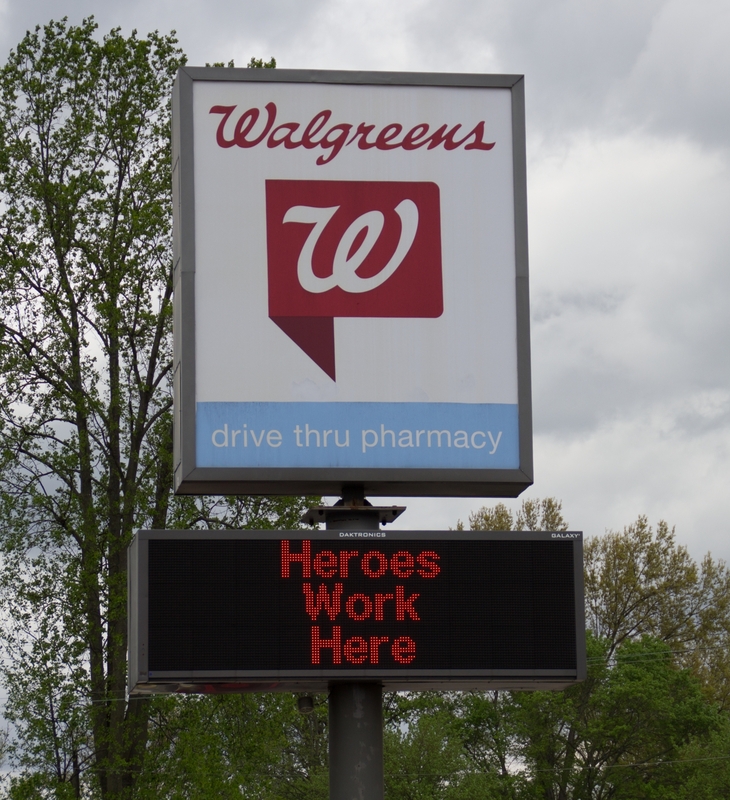 Walgreens
W
drive thru pharmacy
DAKTRONICS GALAXY
Heroes
Work
Here